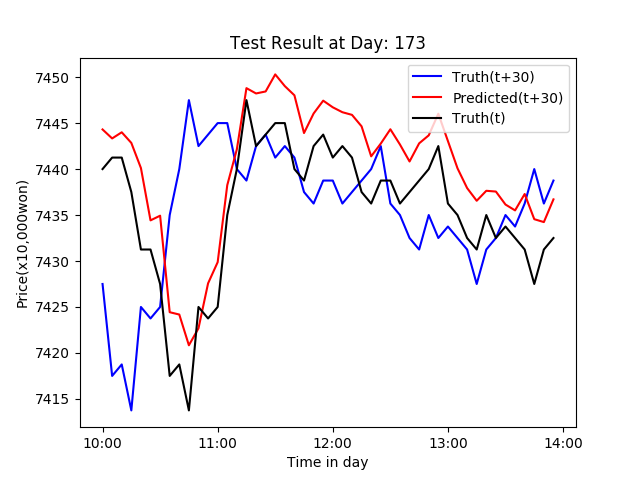 Test Result at Day: 173
Truth(t+30)
Predicted(t+30)
Truth(t)
Price(x10,000won)
7450
7445
7440
7435
7430
7425
7420
7415
10:00 11:00 12:00 13:00 14:00
Time in day